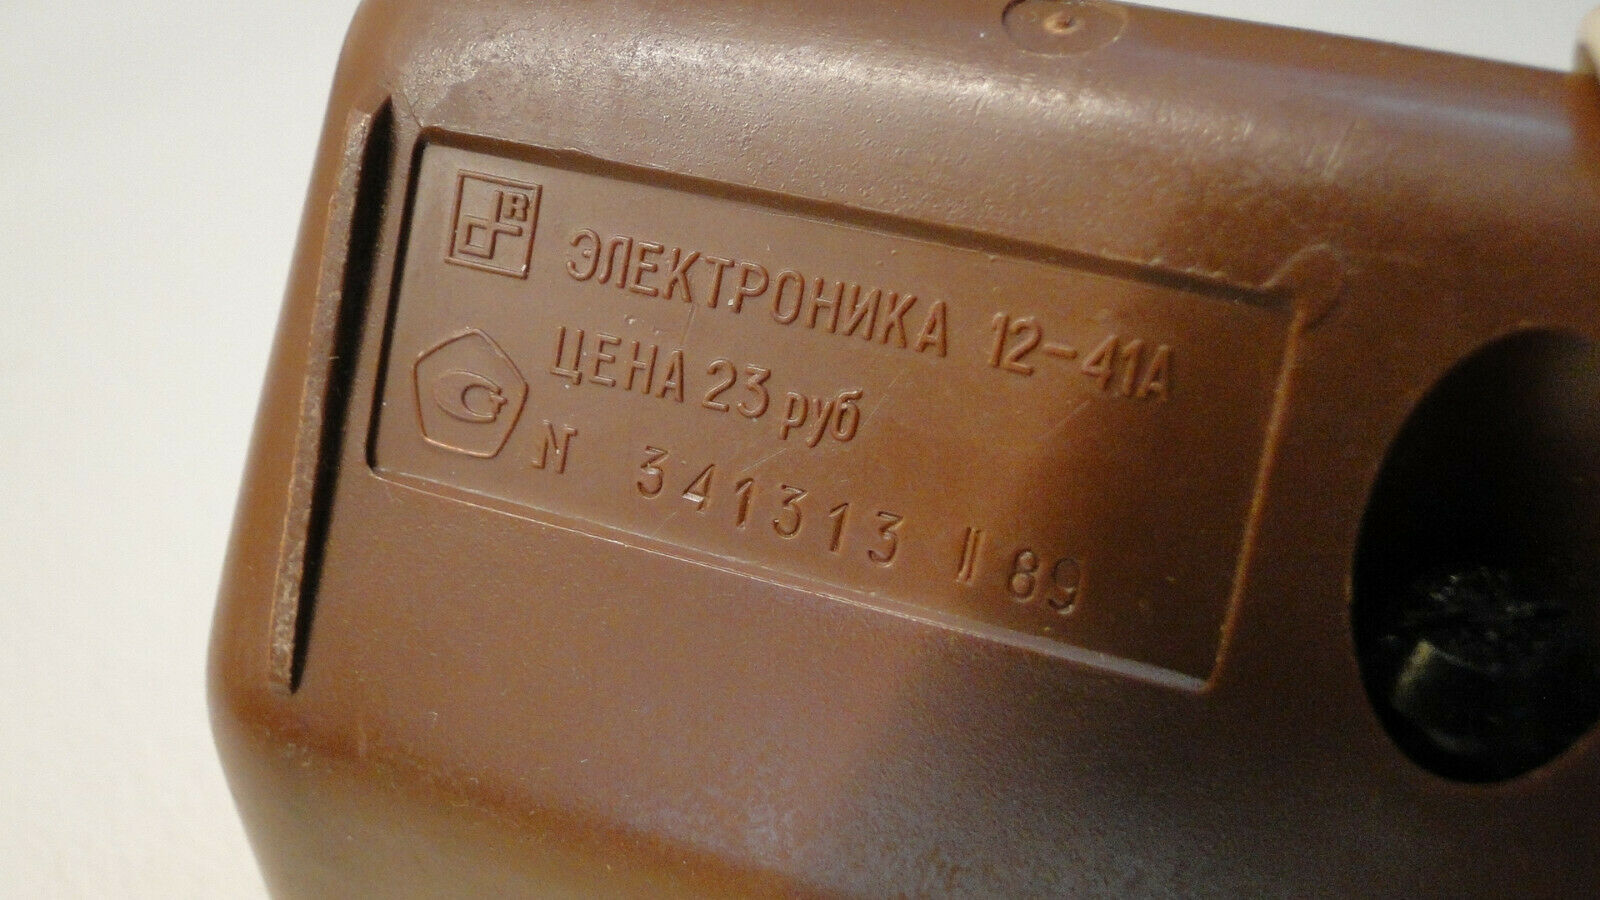 R
ЭЛЕКТРОНИКА 12-41А
ЦЕНА 23 руб
N 341313 II 89